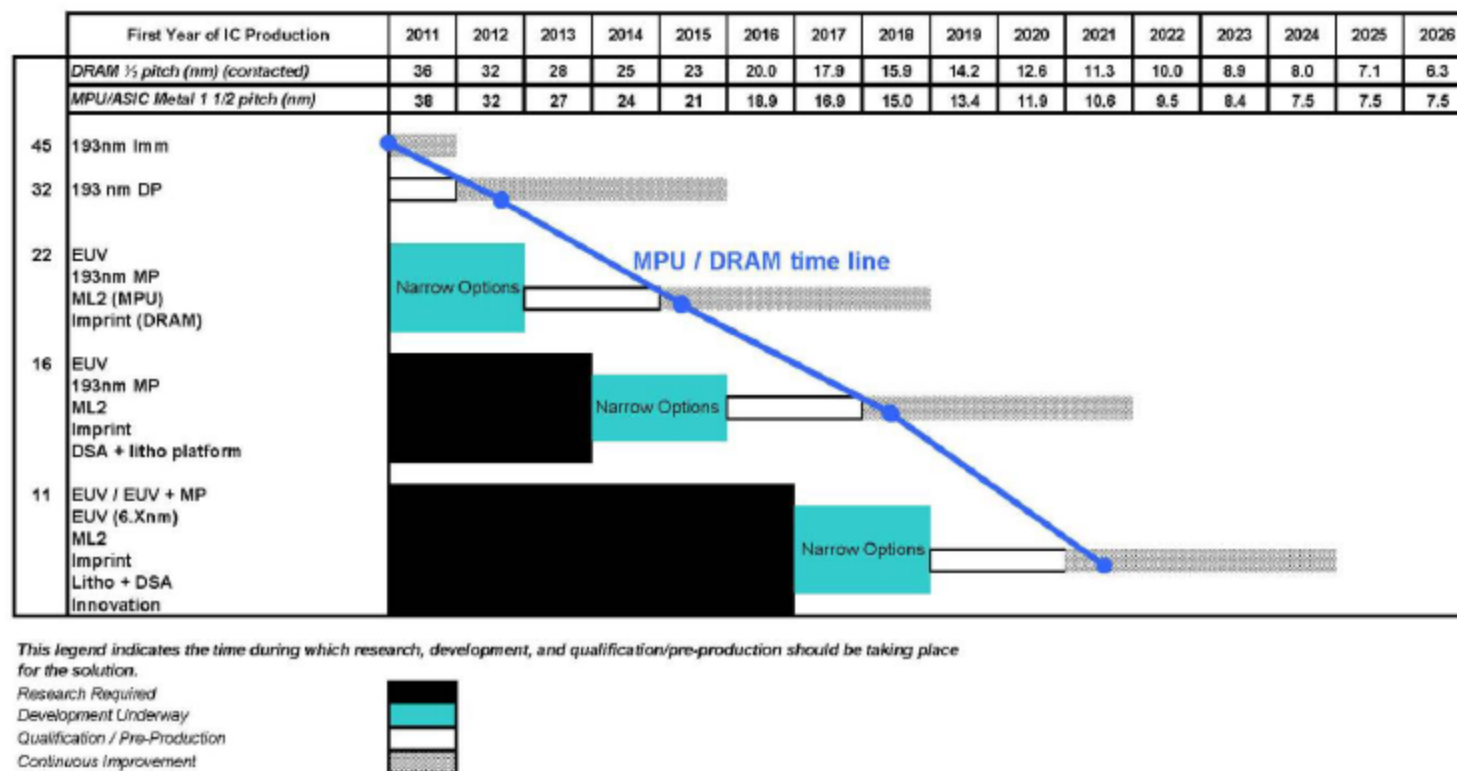 First Year of IC Production 2011 2012 2013 2014 2015 2016 2017 2018 2019 2020 2021 2022 2023 2024 2025 2026
DRAM ½ pitch (nm) (contacted) 36 32 28 25 23 20.0 17.9 15.9 14.2 12.6 11.3 10.0 8.9 8.0 7.1 6.3
MPU/ASIC Metal 1 1/2 pitch (nm) 38 32 27 24 21 18.9 16.9 15.0 13.4 11.9 10.6 9.5 8.4 7.5 7.5 7.5
45 193nm Imm
32 193 nm DP
22 EUV
193nm MP
ML2 (MPU)
Imprint (DRAM)
Narrow Options
MPU / DRAM time line
16 EUV
193nm MP
ML2
Imprint
DSA + litho platform
Narrow Options
11 EUV / EUV + MP
EUV (6.Xnm)
ML2
Imprint
Litho + DSA
Innovation
Narrow Options
This legend indicates the time during which research, development, and qualification/pre-production should be taking place
for the solution.
Research Required
Development Underway
Qualification / Pre-Production
Continuous Improvement